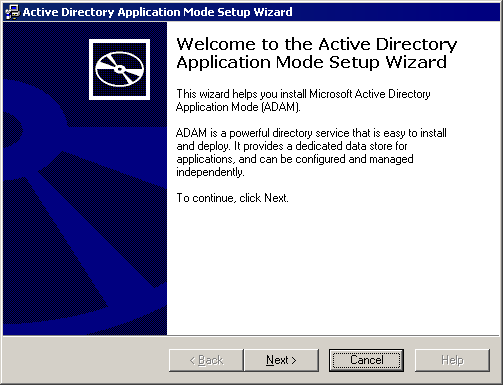 Active Directory Application Mode Setup Wizard
Welcome to the Active Directory
Application Mode Setup Wizard
This wizard helps you install Microsoft Active Directory
Application Mode (ADAM).
ADAM is a powerful directory service that is easy to install
and deploy. It provides a dedicated data store for
applications, and can be configured and managed
independently.
To continue, click Next.
< Back
Next >
Cancel
Help